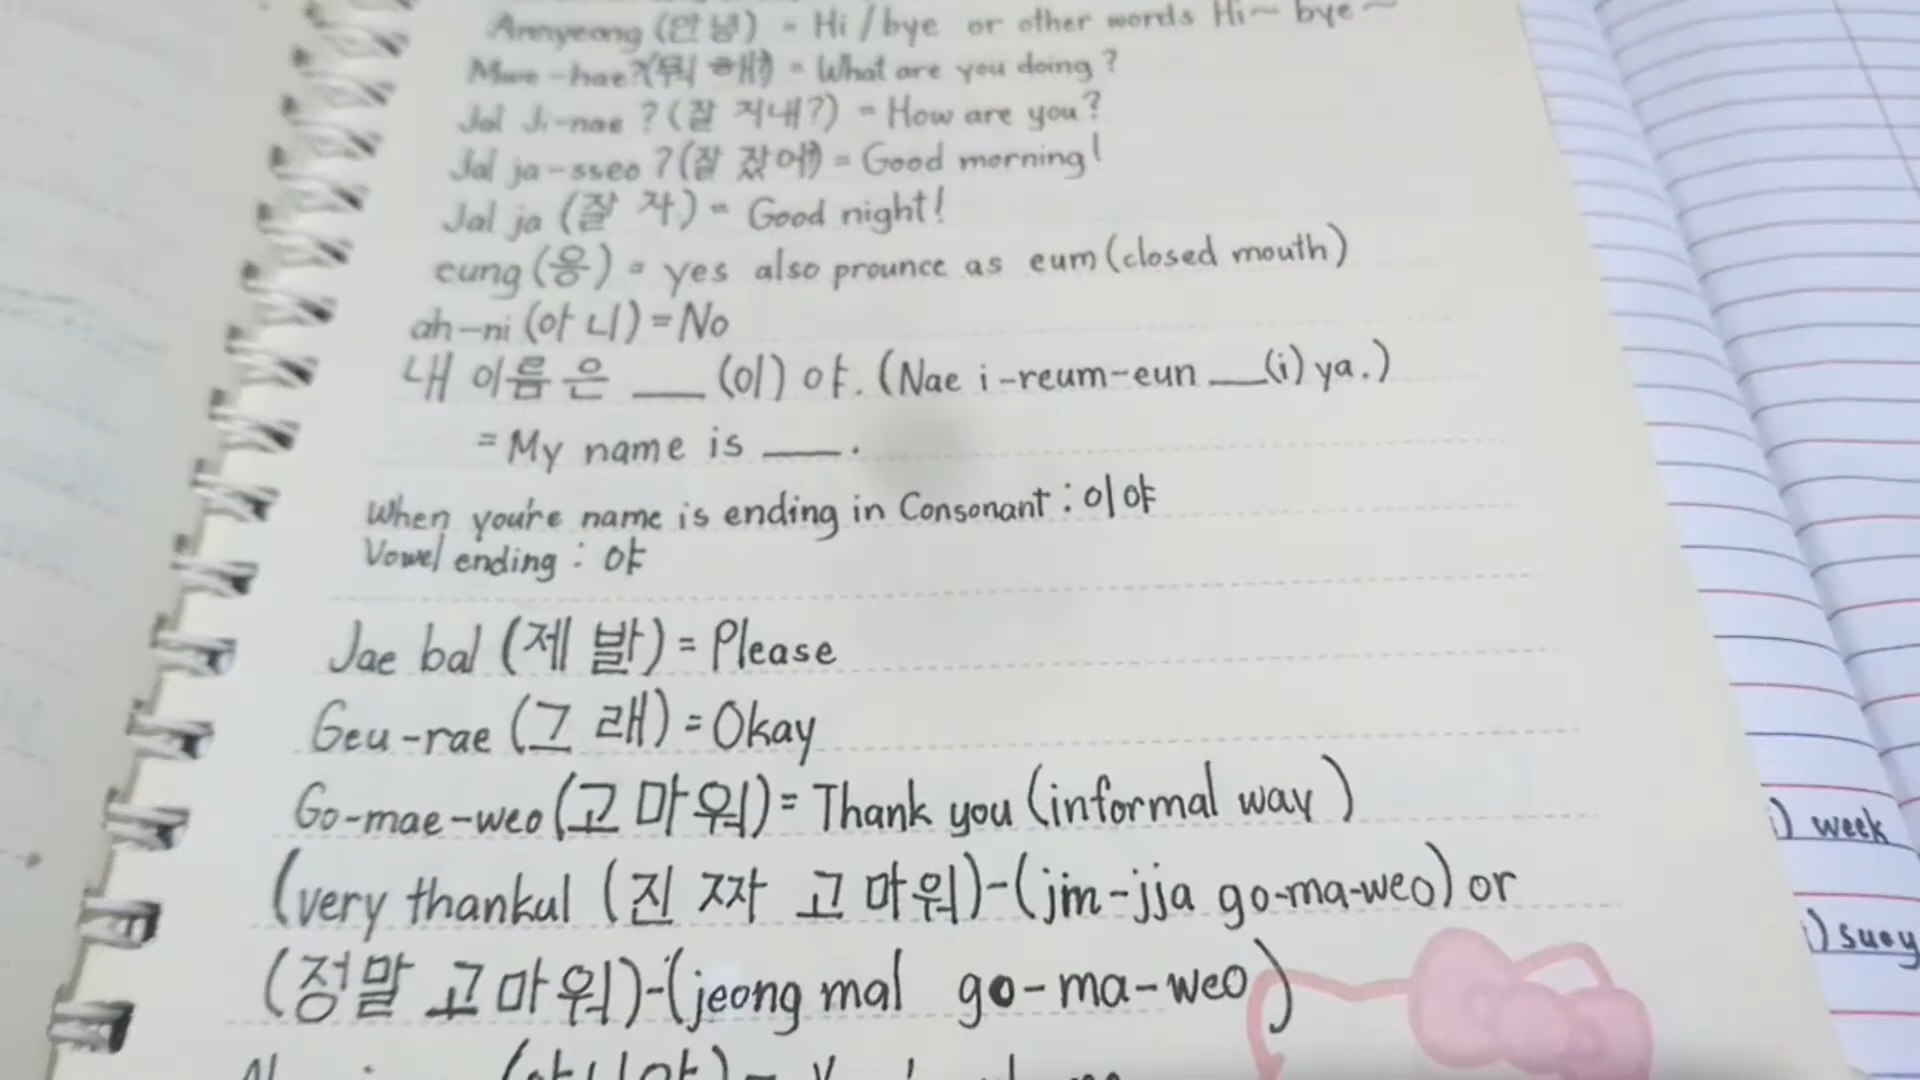 Annyeong (안녕) - Hi / bye or other words Hi~ bye~
Mwo-hae?(뭐 해?) = What are you doing?
Jal Ji-nae ? (잘 지내?) - How are you?
Jal ja-sseo ? (잘 잤어?) = Good morning!
Jal ja (잘 자) = Good night!
eung (응) = yes also prounce as eum (closed mouth)
ah-ni (아 니) = No
내 이름 은 ___ (이) 야. (Nae i-reum-eun ___(i) ya.)
= My name is ___.
When you're name is ending in Consonant : 이야
Vowel ending : 야
Jae bal (제 발) = Please
Geu-rae (그 래) = Okay
Go-mae-weo (고 마 워) = Thank you (informal way)
(very thankul (진 짜 고 마 워)-(jin-jja go-ma-weo) or
(정말 고 마 워)-(jeong mal go-ma-weo)
(아니야) =
) week